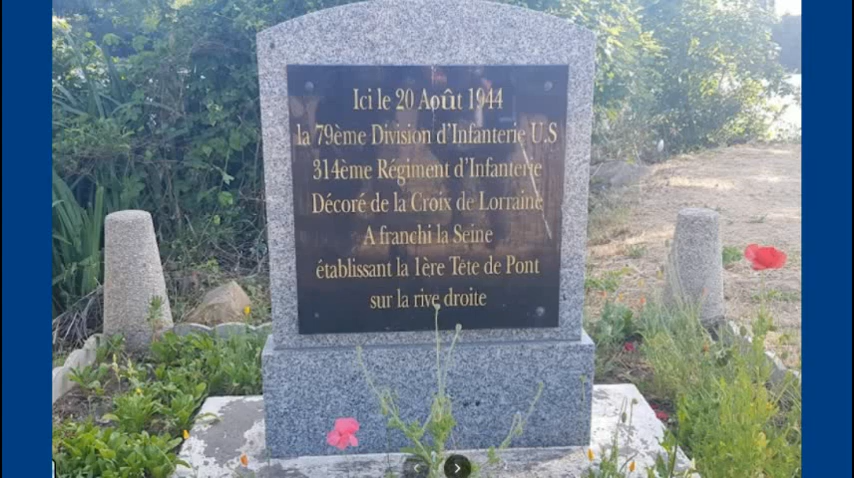 Ici le 20 Août 1944
la 79ème Division d'Infanterie U.S
314ème Régiment d'Infanterie
Décoré de la Croix de Lorraine
A franchi la Seine
établissant la 1ère Tête de Pont
sur la rive droite